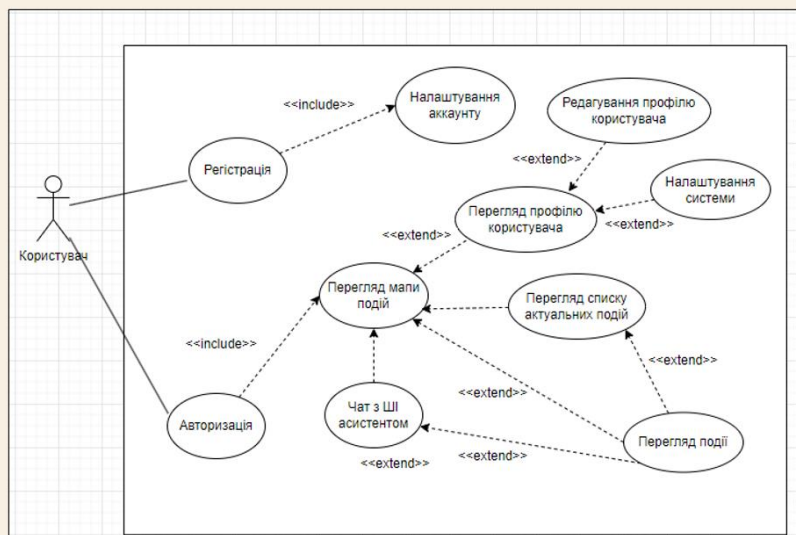 <<include>>
Налаштування
аккаунту
Редагування профілю
користувача
Регістрація
<<extend>>
Налаштування
системи
Користувач
Перегляд профілю
користувача
<<extend>>
<<extend>>
Перегляд мапи
подій
Перегляд списку
актуальних подій
<<include>>
<<extend>>
<<extend>>
Авторизація
Чат з ШІ
асистентом
Перегляд події
<<extend>>
<<extend>>